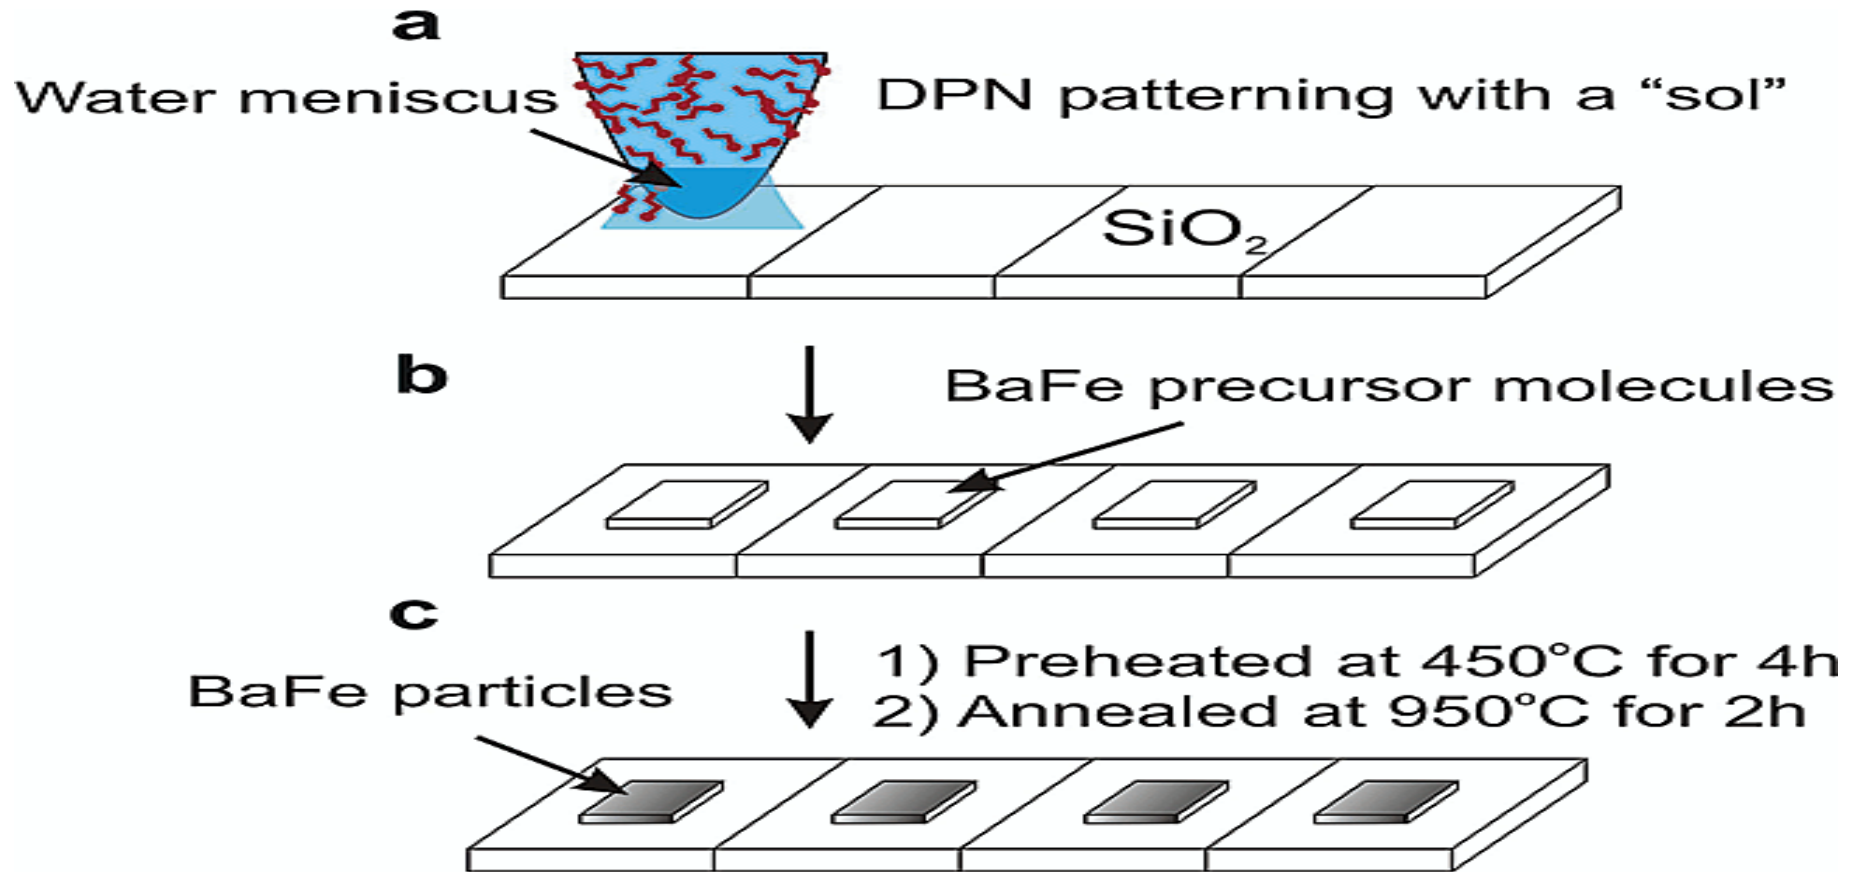 a
Water meniscus
DPN patterning with a “sol”
SiO₂
b
BaFe precursor molecules
c
BaFe particles
1) Preheated at 450°C for 4h
2) Annealed at 950°C for 2h